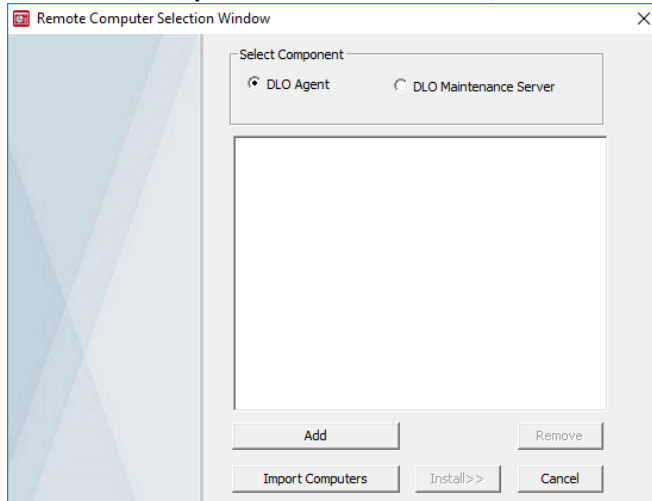 Remote Computer Selection Window
Select Component
DLO Agent
DLO Maintenance Server
Add
Remove
Import Computers
Install>>
Cancel